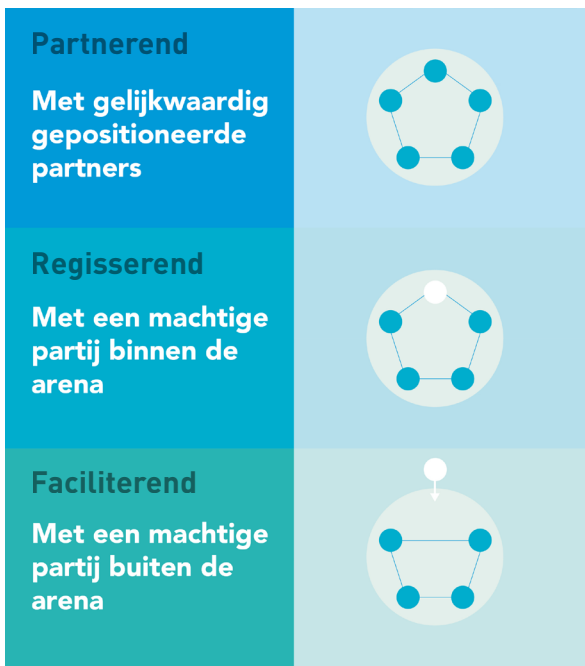 Partnerend
Met gelijkwaardig
gepositioneerde
partners
Regisserend
Met een machtige
partij binnen de
arena
Faciliterend
Met een machtige
partij buiten de
arena